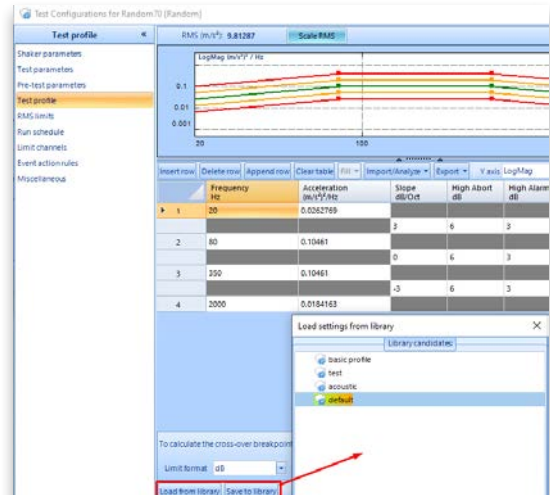 Test Configurations for Random70 (Random)
Test profile «
RMS (m/s²): 9.81287 Scale RMS
Shaker parameters
Test parameters
Pre-test parameters
Test profile
RMS limits
Run schedule
Limit channels
Event action rules
Miscellaneous
LogMag (m/s²)² / Hz
0.1
0.01
0.001
20 100
Insert row Delete row Append row Clear table Fill Import/Analyze Export Y axis LogMag
Frequency Hz Acceleration (m/s²)²/Hz Slope dB/Oct High Abort dB High Alarm dB
1 20 0.0262769
3 6 3
2 80 0.10461
0 6 3
3 350 0.10461
-3 6 3
4 2000 0.0184163
Load settings from library
Library candidates
basic profile
test
acoustic
default
To calculate the cross-over breakpoin
Limit format dB
Load from library Save to library